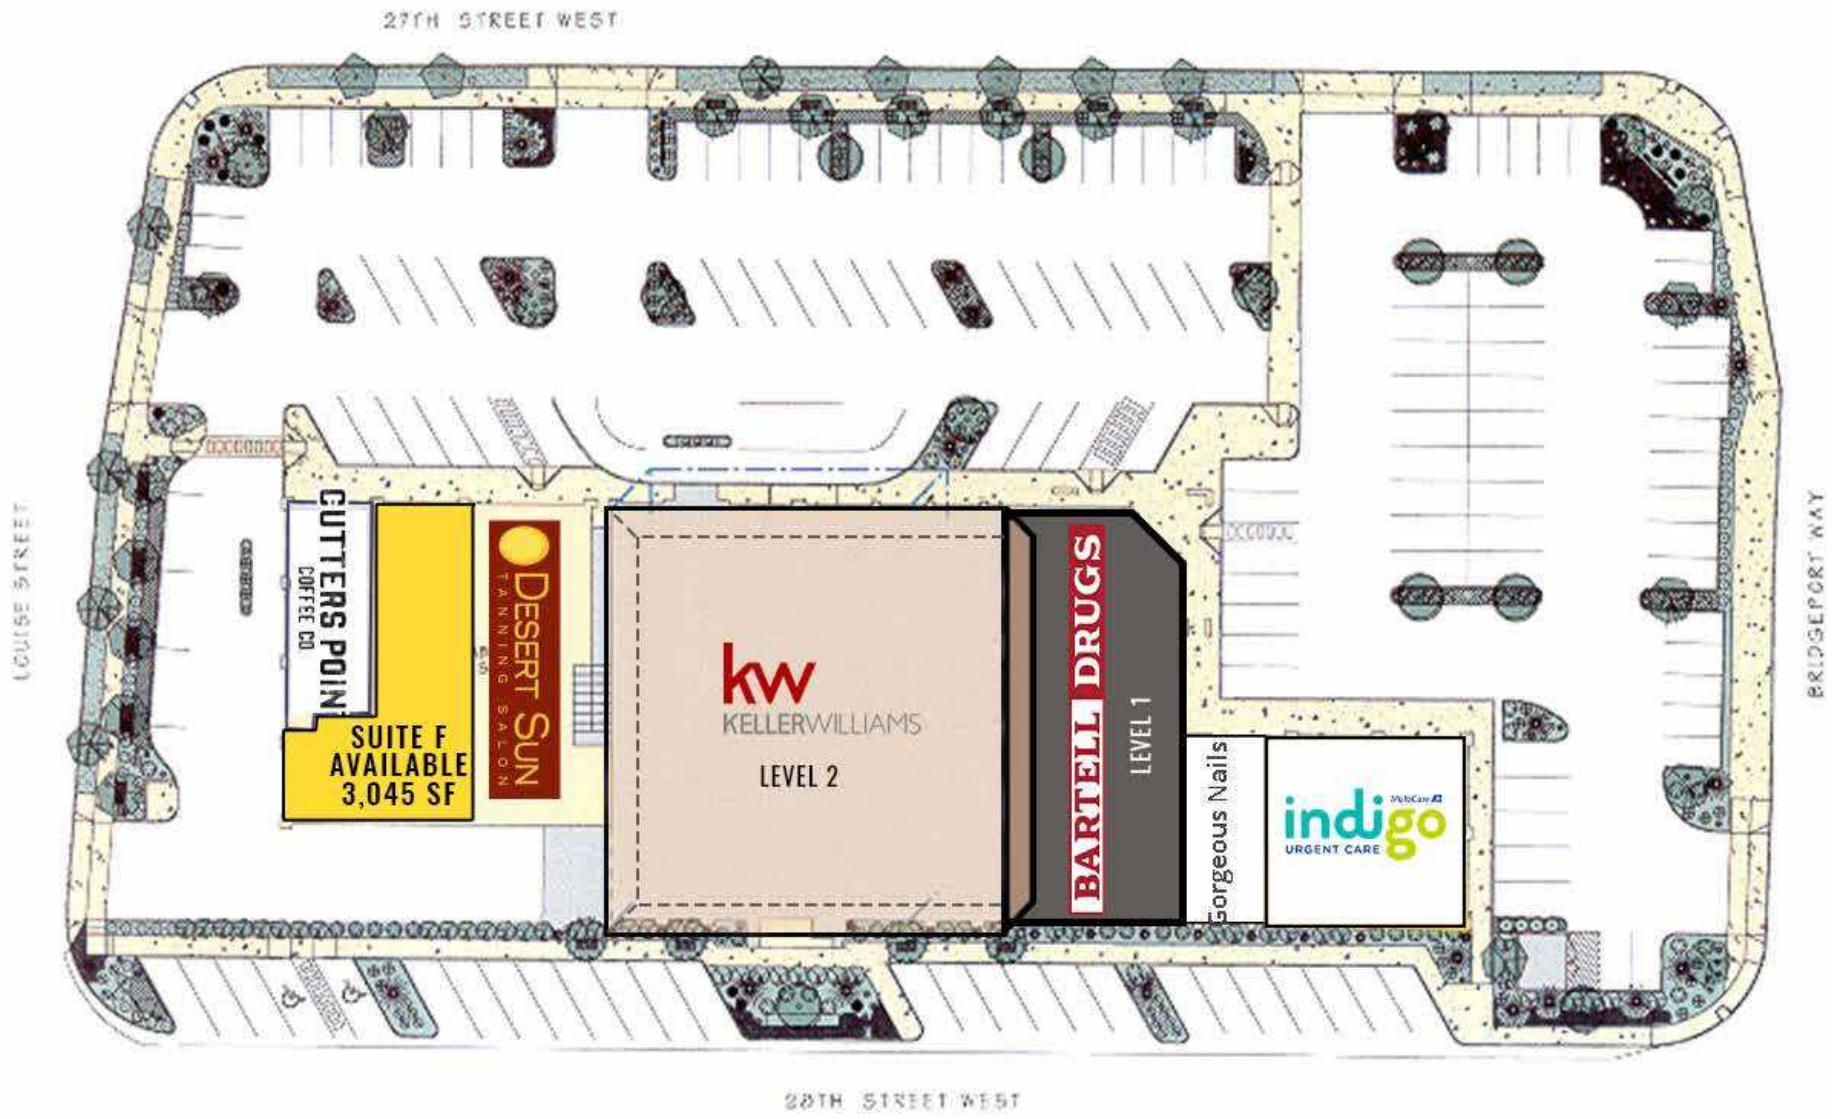 27TH STREET WEST
LOUISE STREET
BRIDGEPORT WAY
CUTTERS POINT
COFFEE CO.
SUITE F
AVAILABLE
3,045 SF
DESERT SUN
TANNING SALON
kw
KELLERWILLIAMS
LEVEL 2
BARTELL DRUGS
LEVEL 1
Gorgeous Nails
MultiCare
indigo
URGENT CARE
28TH STREET WEST